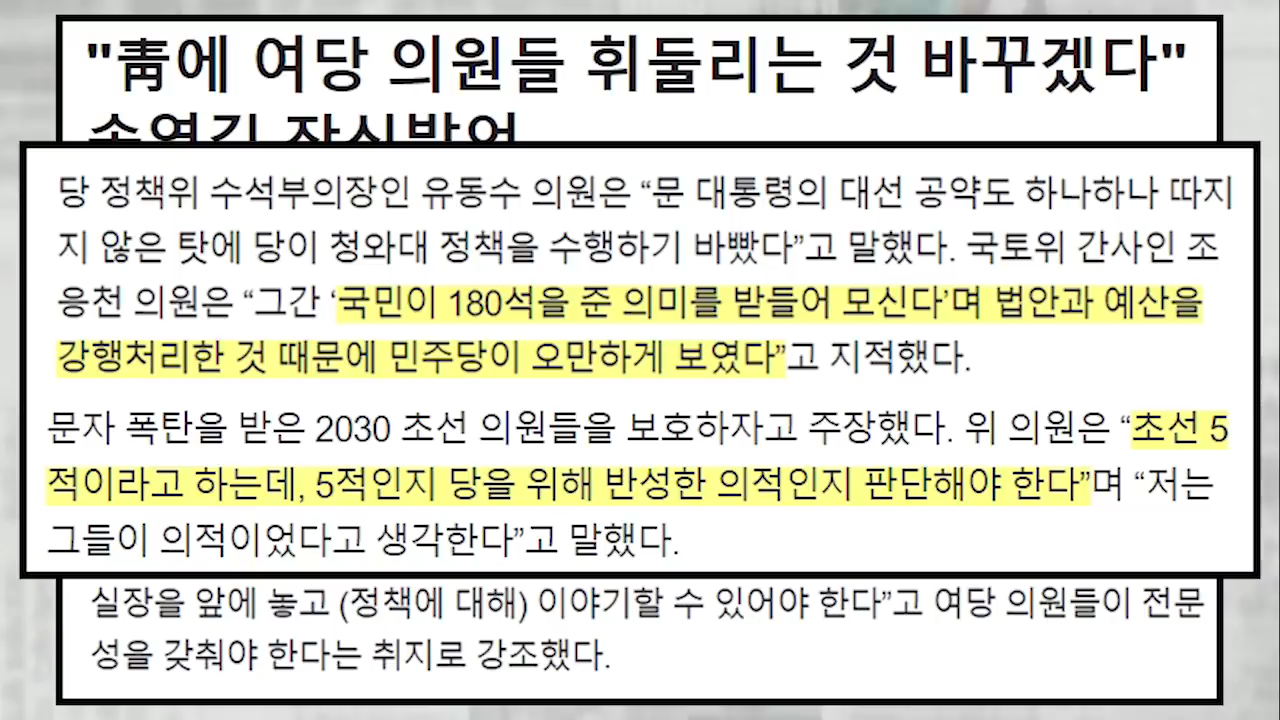 "靑에 여당 의원들 휘둘리는 것 바꾸겠다"
송영길 작심발언
당 정책위 수석부의장인 유동수 의원은 “문 대통령의 대선 공약도 하나하나 따지
지 않은 탓에 당이 청와대 정책을 수행하기 바빴다”고 말했다. 국토위 간사인 조
응천 의원은 “그간 ‘국민이 180석을 준 의미를 받들어 모신다’며 법안과 예산을
강행처리한 것 때문에 민주당이 오만하게 보였다”고 지적했다.
문자 폭탄을 받은 2030 초선 의원들을 보호하자고 주장했다. 위 의원은 “초선 5
적이라고 하는데, 5적인지 당을 위해 반성한 의적인지 판단해야 한다”며 “저는
그들이 의적이었다고 생각한다”고 말했다.
실장을 앞에 놓고 (정책에 대해) 이야기할 수 있어야 한다”고 여당 의원들이 전문
성을 갖춰야 한다는 취지로 강조했다.